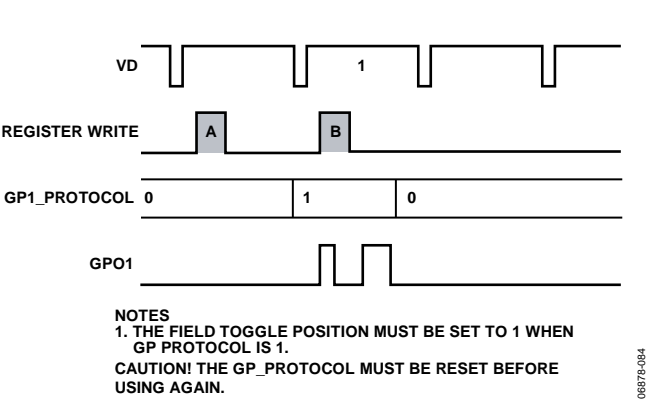 VD
1
REGISTER WRITE
A
B
GP1_PROTOCOL
0
1
0
GPO1
NOTES
1. THE FIELD TOGGLE POSITION MUST BE SET TO 1 WHEN
GP PROTOCOL IS 1.
CAUTION! THE GP_PROTOCOL MUST BE RESET BEFORE
USING AGAIN.
06878-084